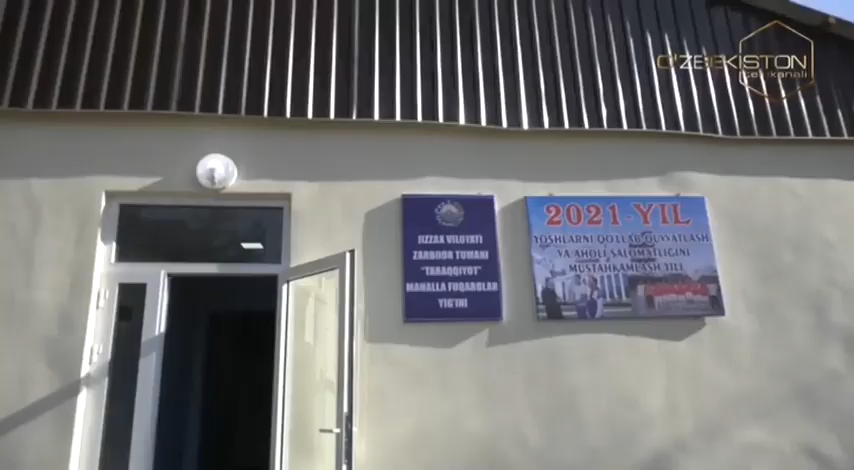 O'ZBEKISTON
telekanali
JIZZAX VILOYATI
ZARBDOR TUMANI
"TARAQQIYOT"
MAHALLA FUQAROLAR
YIG'INI
2021-YIL
YOSHLARNI QO'LLAB-QUVVATLASH
VA AHOLI SALOMATLIGINI
MUSTAHKAMLASH YILI